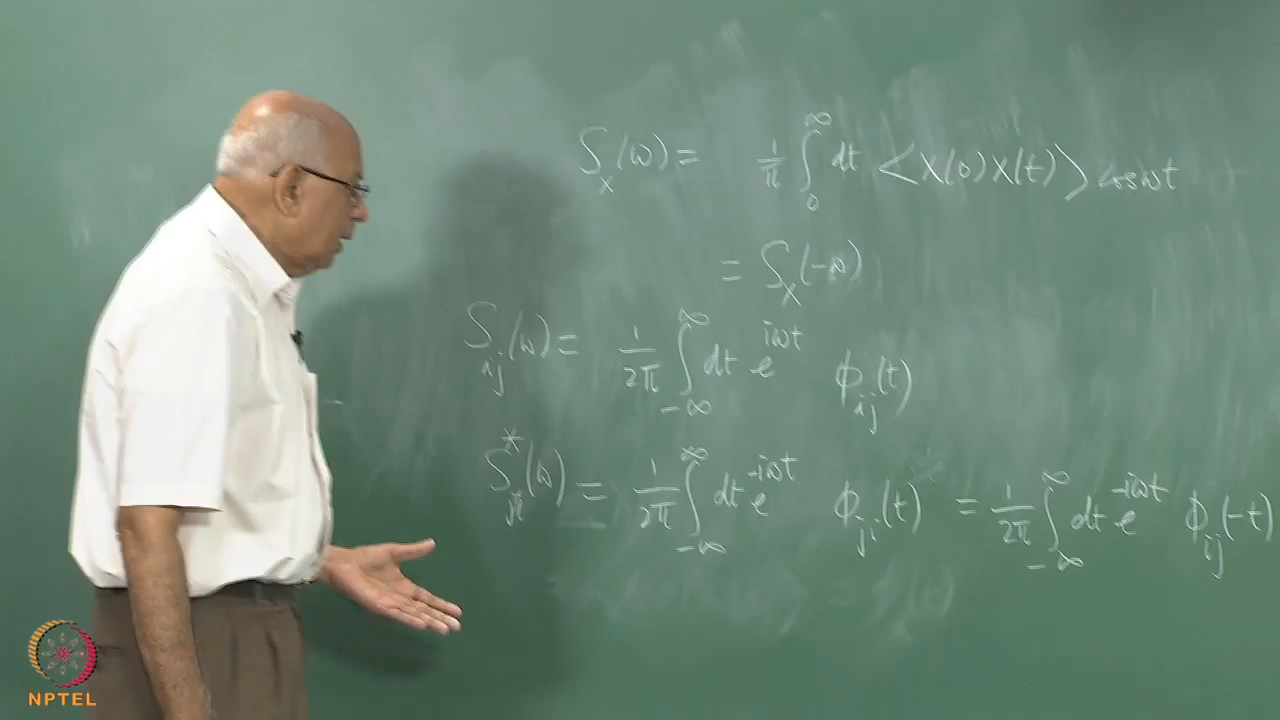 S_X(ω) = 1/π ∫_0^∞ dt <X(0)X(t)> cos ωt
= S_X(-ω)
S_ij(ω) = 1/2π ∫_{-∞}^{∞} dt e^{iωt} ϕ_ij(t)
S*_ji(ω) = 1/2π ∫_{-∞}^{∞} dt e^{-iωt} ϕ_ji(t) = 1/2π ∫_{-∞}^{∞} dt e^{-iωt} ϕ_ij(-t)
NPTEL